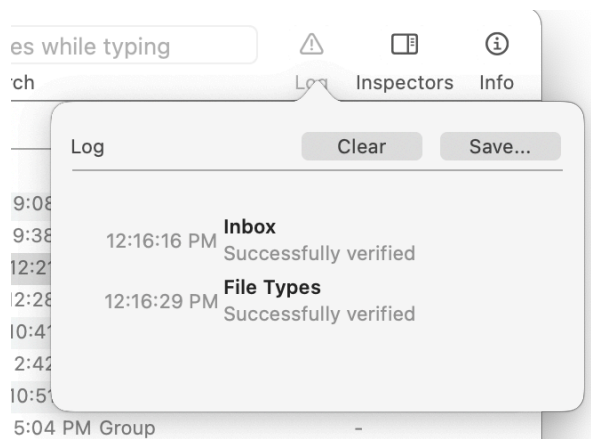 es while typing
rch Log Inspectors Info
Log Clear Save...
9:08
9:38
12:16:16 PM Inbox
Successfully verified
12:21
12:28
12:16:29 PM File Types
Successfully verified
10:41
2:42
10:51
5:04 PM Group -